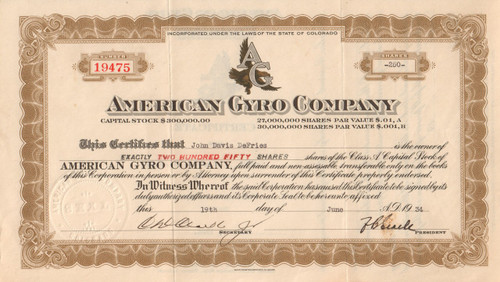 INCORPORATED UNDER THE LAWS OF THE STATE OF COLORADO
NUMBER
19475
AG
SHARES
-250-
AMERICAN GYRO COMPANY
CAPITAL STOCK $300,000.00
27,000,000 SHARES PAR VALUE $.01, A
30,000,000 SHARES PAR VALUE $.001, B
This Certifies that John Davis DeFries is the owner of
EXACTLY TWO HUNDRED FIFTY SHARES shares of the Class A Capital Stock of
AMERICAN GYRO COMPANY, full paid and non assessable transferable only on the books
of this Corporation in person or by Attorney upon surrender of this Certificate properly endorsed.
In Witness Whereof the said Corporation has caused this Certificate to be signed by its
duly authorized officers and its Corporate Seal to be hereunto affixed
this 19th day of June A.D. 1934
SECRETARY
PRESIDENT